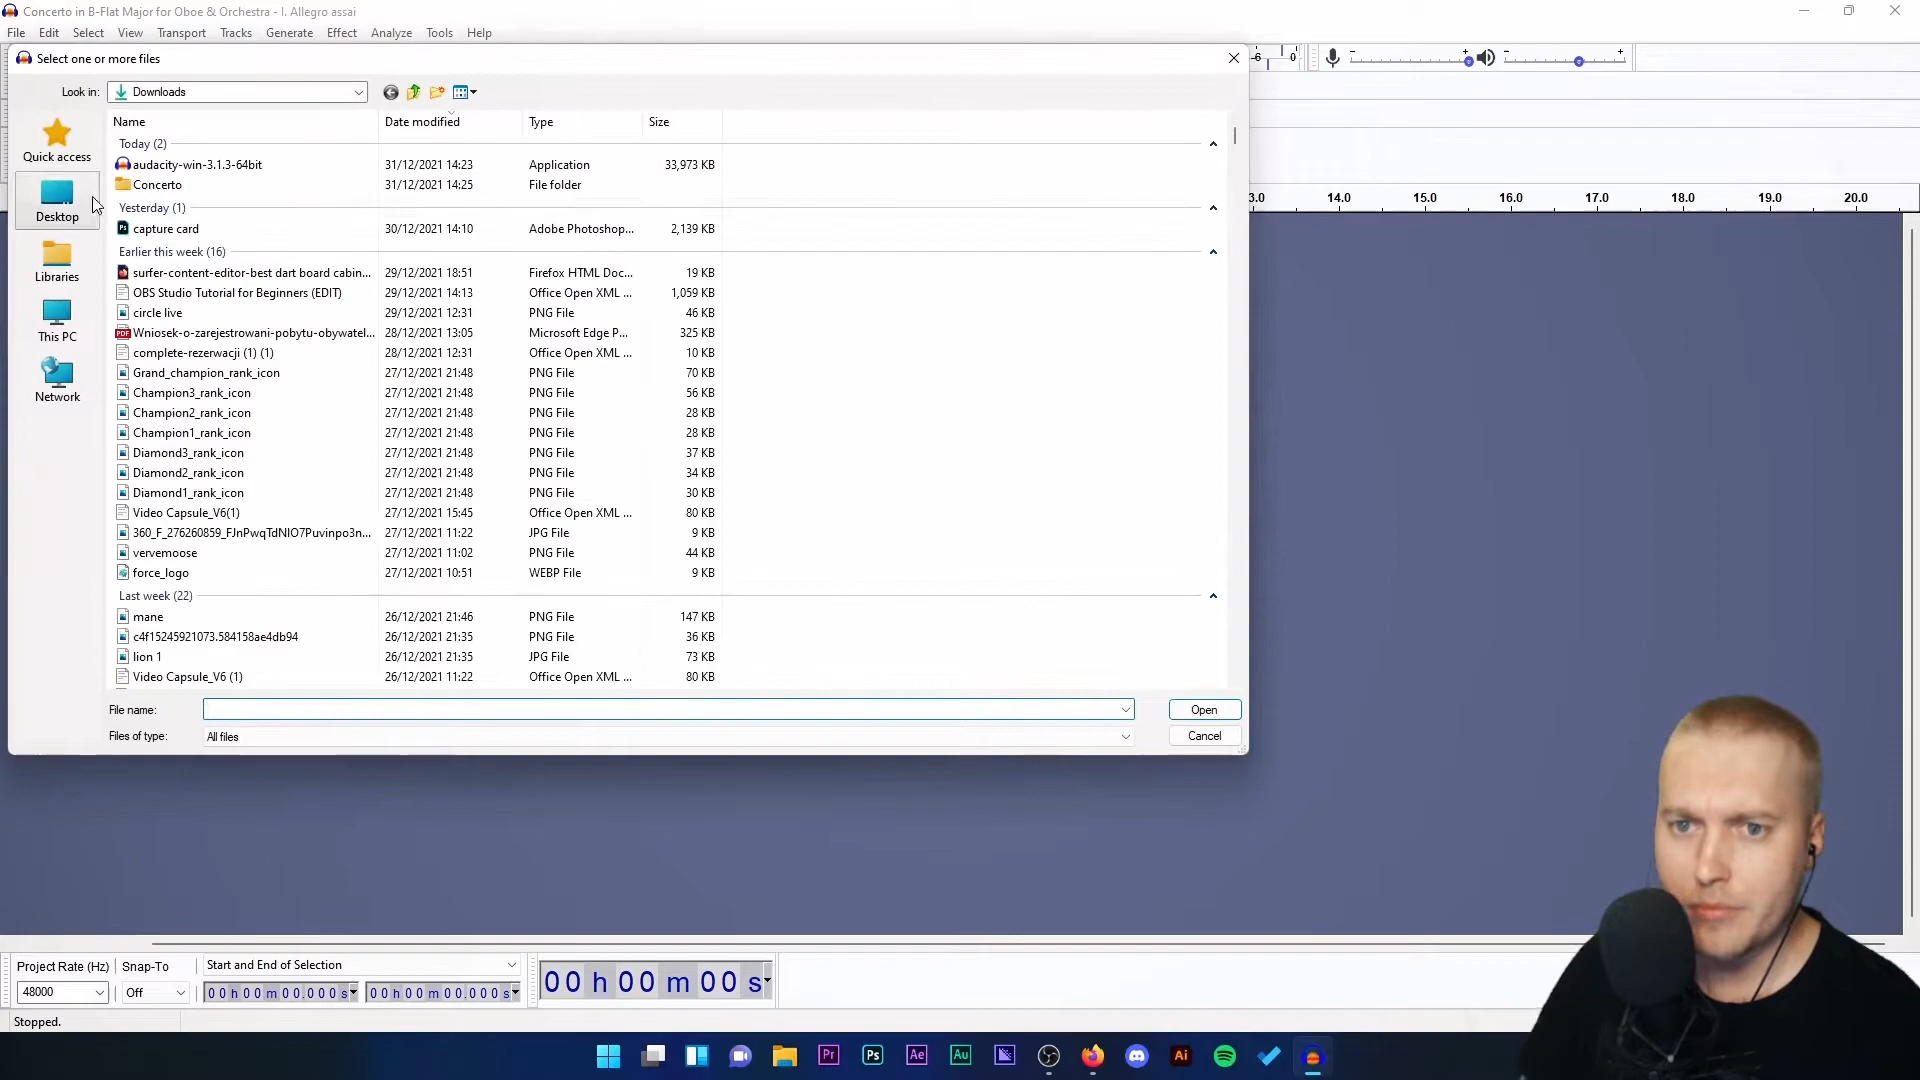 Concerto in B-Flat Major for Oboe & Orchestra - I. Allegro assai
File Edit Select View Transport Tracks Generate Effect Analyze Tools Help
Select one or more files
-6 0
Look in: Downloads
Name Date modified Type Size
Today (2)
audacity-win-3.1.3-64bit 31/12/2021 14:23 Application 33,973 KB
Concerto 31/12/2021 14:25 File folder
Yesterday (1)
capture card 30/12/2021 14:10 Adobe Photoshop... 2,139 KB
Earlier this week (16)
surfer-content-editor-best dart board cabin... 29/12/2021 18:51 Firefox HTML Doc... 19 KB
OBS Studio Tutorial for Beginners (EDIT) 29/12/2021 14:13 Office Open XML ... 1,059 KB
circle live 29/12/2021 12:31 PNG File 46 KB
Wniosek-o-zarejestrowani-pobytu-obywatel... 28/12/2021 13:05 Microsoft Edge P... 325 KB
complete-rezerwacji (1) (1) 28/12/2021 12:31 Office Open XML ... 10 KB
Grand_champion_rank_icon 27/12/2021 21:48 PNG File 70 KB
Champion3_rank_icon 27/12/2021 21:48 PNG File 56 KB
Champion2_rank_icon 27/12/2021 21:48 PNG File 28 KB
Champion1_rank_icon 27/12/2021 21:48 PNG File 28 KB
Diamond3_rank_icon 27/12/2021 21:48 PNG File 37 KB
Diamond2_rank_icon 27/12/2021 21:48 PNG File 34 KB
Diamond1_rank_icon 27/12/2021 21:48 PNG File 30 KB
Video Capsule_V6(1) 27/12/2021 15:45 Office Open XML ... 80 KB
360_F_276260859_FJnPwqTdNIO7Puvinpo3n... 27/12/2021 11:22 JPG File 9 KB
vervemoose 27/12/2021 11:02 PNG File 44 KB
force_logo 27/12/2021 10:51 WEBP File 9 KB
Last week (22)
mane 26/12/2021 21:46 PNG File 147 KB
c4f15245921073.584158ae4db94 26/12/2021 21:35 PNG File 36 KB
lion 1 26/12/2021 21:35 JPG File 73 KB
Video Capsule_V6 (1) 26/12/2021 11:22 Office Open XML ... 80 KB
Quick access
Desktop
Libraries
This PC
Network
File name: Open
Files of type: All files Cancel
3.0 14.0 15.0 16.0 17.0 18.0 19.0 20.0
Project Rate (Hz) Snap-To Start and End of Selection
48000 Off 00 h 00 m 00.000 s 00 h 00 m 00.000 s
00 h 00 m 00 s
Stopped.
Pr Ps Ae Au Ai